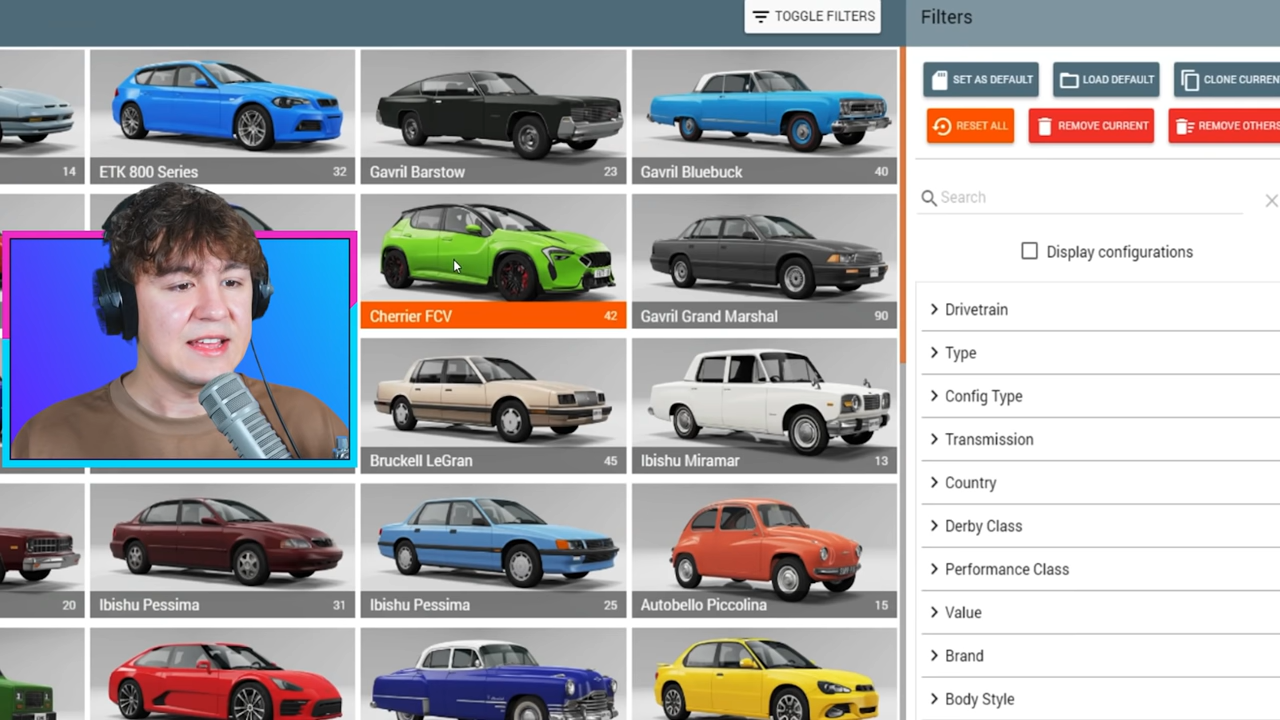 TOGGLE FILTERS
Filters
SET AS DEFAULT
LOAD DEFAULT
CLONE CURREN
RESET ALL
REMOVE CURRENT
REMOVE OTHERS
Search
Display configurations
Drivetrain
Type
Config Type
Transmission
Country
Derby Class
Performance Class
Value
Brand
Body Style
14
ETK 800 Series 32
Gavril Barstow 23
Gavril Bluebuck 40
Cherrier FCV 42
Gavril Grand Marshal 90
Bruckell LeGran 45
Ibishu Miramar 13
20
Ibishu Pessima 31
Ibishu Pessima 25
Autobello Piccolina 15